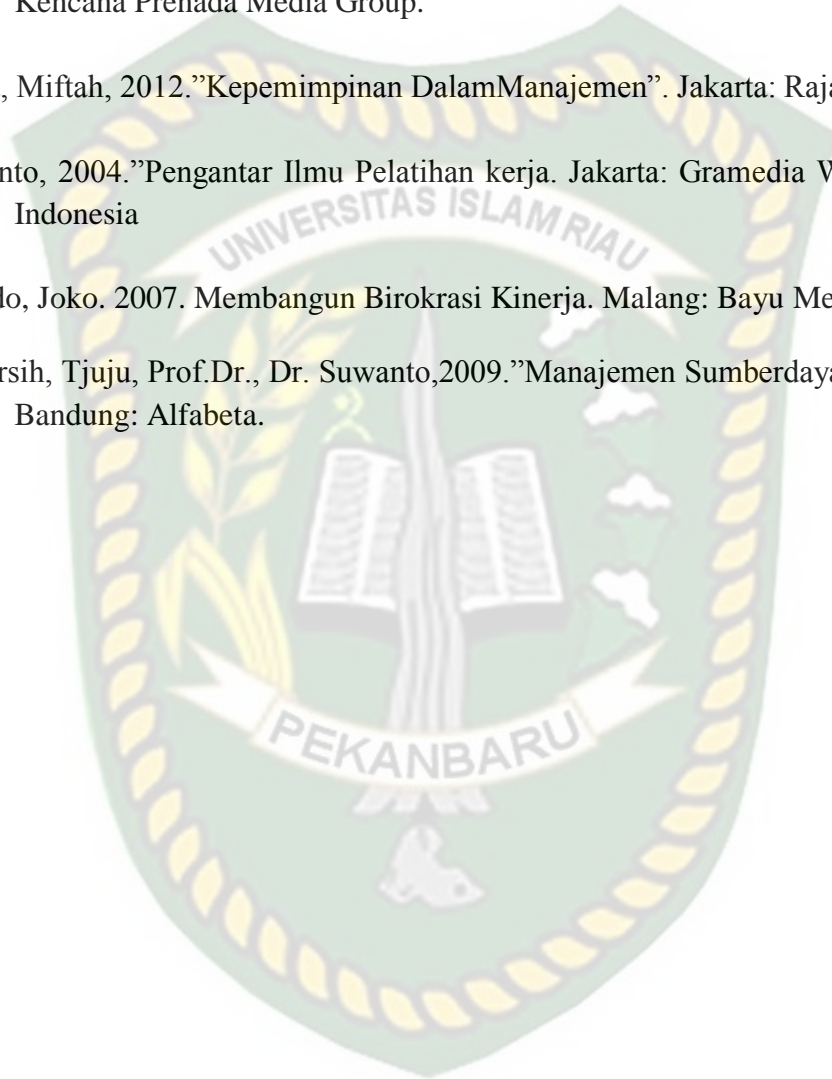 Kencana Prenada Media Group.
, Miftah, 2012.”Kepemimpinan DalamManajemen”. Jakarta: Raja
nto, 2004.”Pengantar Ilmu Pelatihan kerja. Jakarta: Gramedia W
Indonesia
UNIVERSITAS ISLAM RIAU
do, Joko. 2007. Membangun Birokrasi Kinerja. Malang: Bayu Me
rsih, Tjuju, Prof.Dr., Dr. Suwanto,2009.”Manajemen Sumberdaya
Bandung: Alfabeta.
PEKANBARU